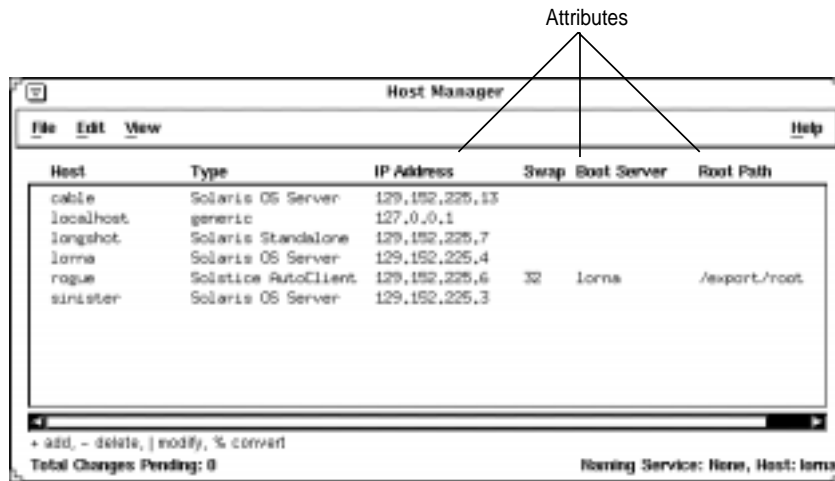 Attributes
Host Manager
File Edit View Help
Host Type IP Address Swap Boot Server Root Path
cable Solaris OS Server 129.152.225.13
localhost generic 127.0.0.1
longshot Solaris Standalone 129.152.225.7
lorna Solaris OS Server 129.152.225.4
rogue Solstice AutoClient 129.152.225.6 32 lorna /export/root
sinister Solaris OS Server 129.152.225.3
+ add, – delete, | modify, % convert
Total Changes Pending: 0 Naming Service: None, Host: lorna